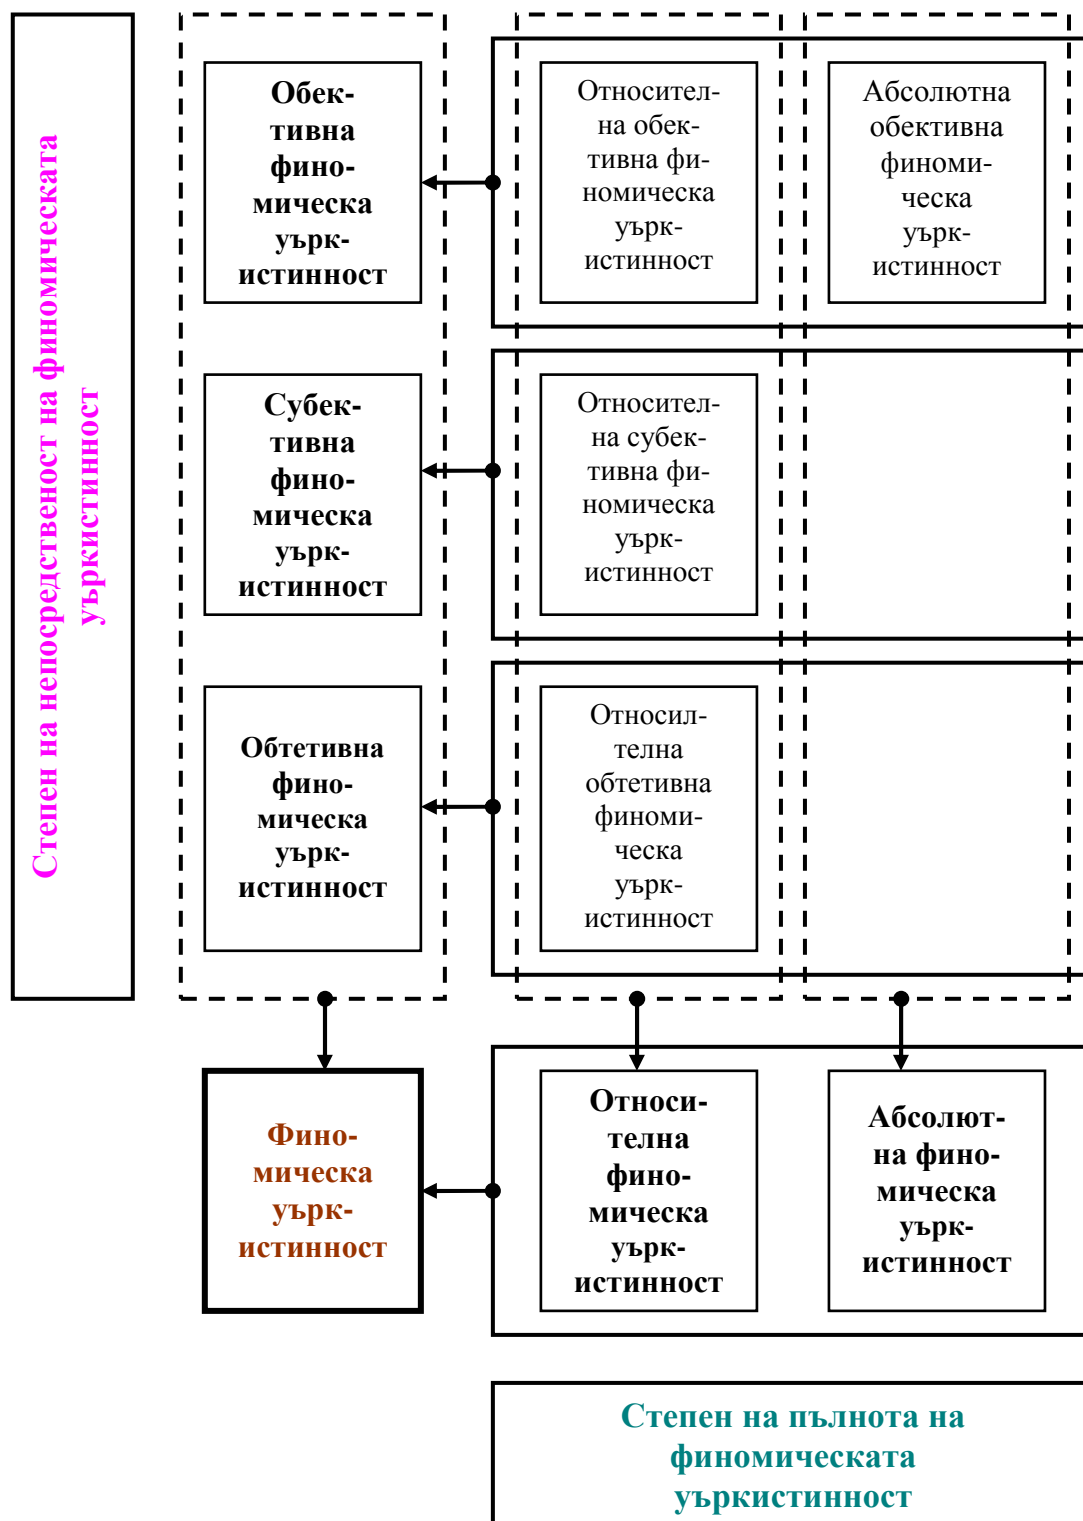 Степен на непосредственост на финомическата
уъркистинност
Обек-
тивна
фино-
мическа
уърк-
истинност
Относител-
на обек-
тивна фи-
номическа
уърк-
истинност
Абсолютна
обективна
финоми-
ческа
уърк-
истинност
Субек-
тивна
фино-
мическа
уърк-
истинност
Относител-
на субек-
тивна фи-
номическа
уърк-
истинност
Обтетивна
фино-
мическа
уърк-
истинност
Относил-
телна
обтетивна
финоми-
ческа
уърк-
истинност
Фино-
мическа
уърк-
истинност
Относи-
телна
фино-
мическа
уърк-
истинност
Абсолют-
на фино-
мическа
уърк-
истинност
Степен на пълнота на
финомическата
уъркистинност